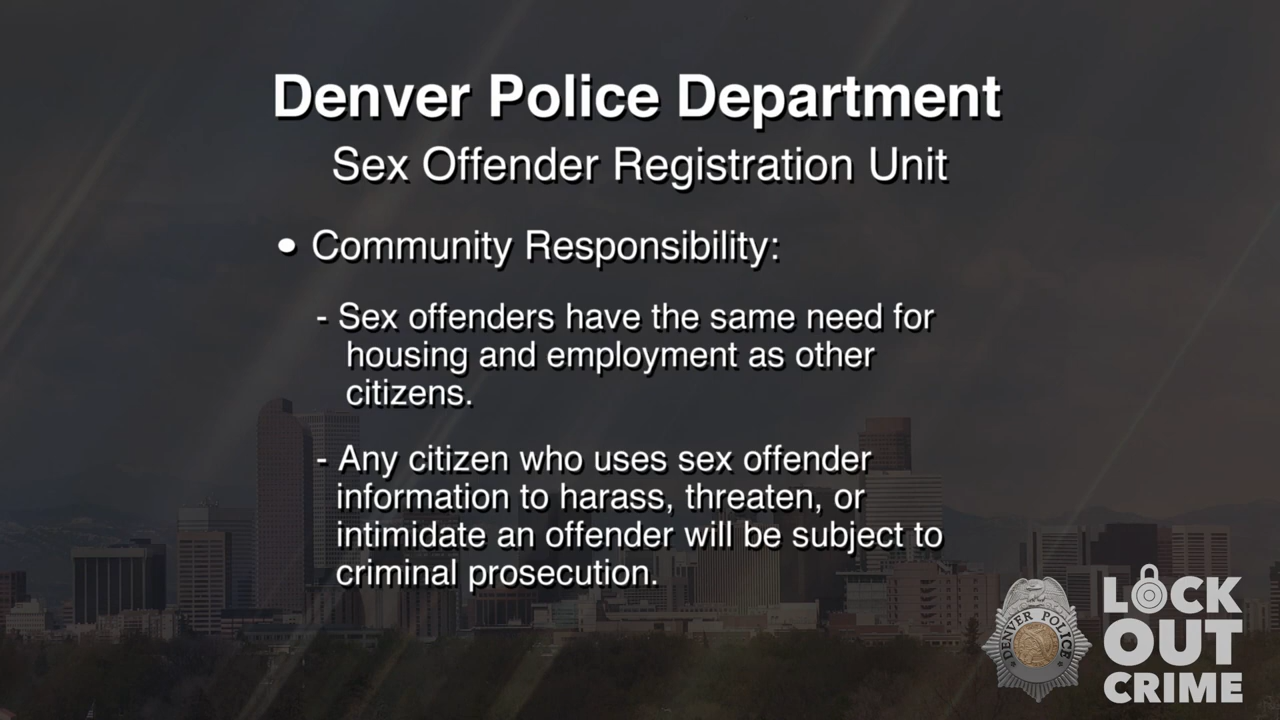 Denver Police Department
Sex Offender Registration Unit
• Community Responsibility:
- Sex offenders have the same need for
housing and employment as other
citizens.
- Any citizen who uses sex offender
information to harass, threaten, or
intimidate an offender will be subject to
criminal prosecution.
DENVER POLICE
LOCK
OUT
CRIME